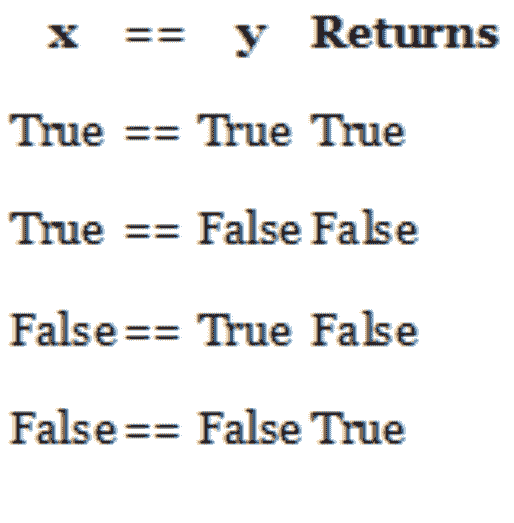 x == y Returns
True == True True
True == False False
False == True False
False == False True